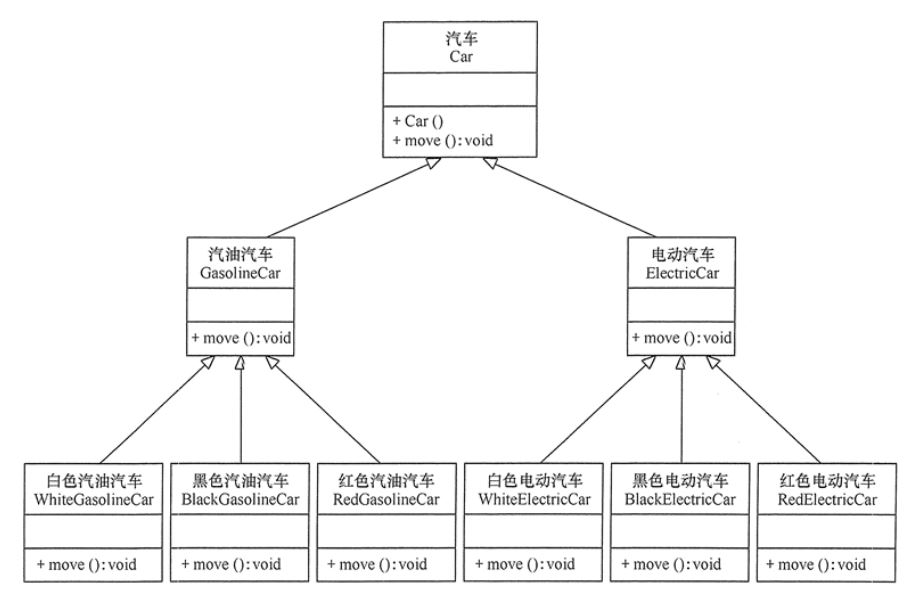 汽车
Car
+ Car ()
+ move (): void
汽油汽车
GasolineCar
+ move (): void
电动汽车
ElectricCar
+ move (): void
白色汽油汽车
WhiteGasolineCar
+ move (): void
黑色汽油汽车
BlackGasolineCar
+ move (): void
红色汽油汽车
RedGasolineCar
+ move (): void
白色电动汽车
WhiteElectricCar
+ move (): void
黑色电动汽车
BlackElectricCar
+ move (): void
红色电动汽车
RedElectricCar
+ move (): void